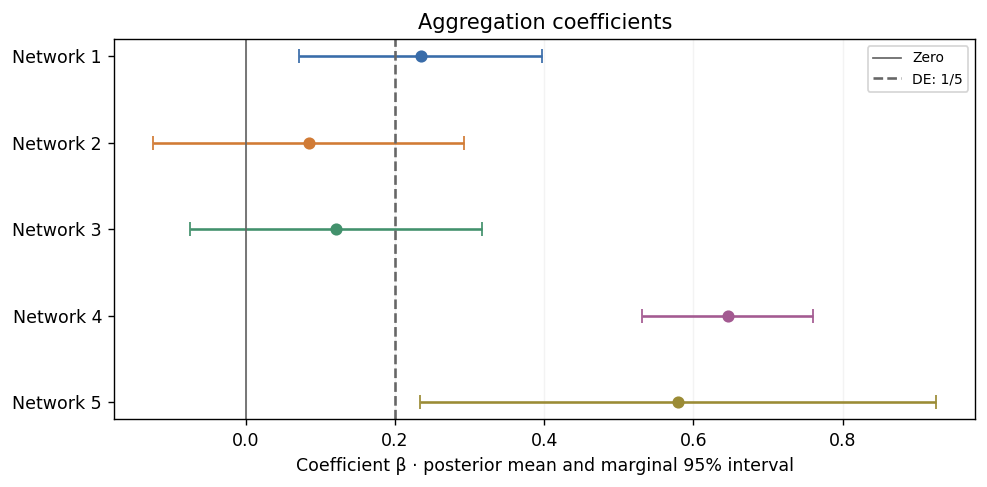 Aggregation coefficients
Network 1
Network 2
Network 3
Network 4
Network 5
Zero
DE: 1/5
0.0 0.2 0.4 0.6 0.8
Coefficient β · posterior mean and marginal 95% interval